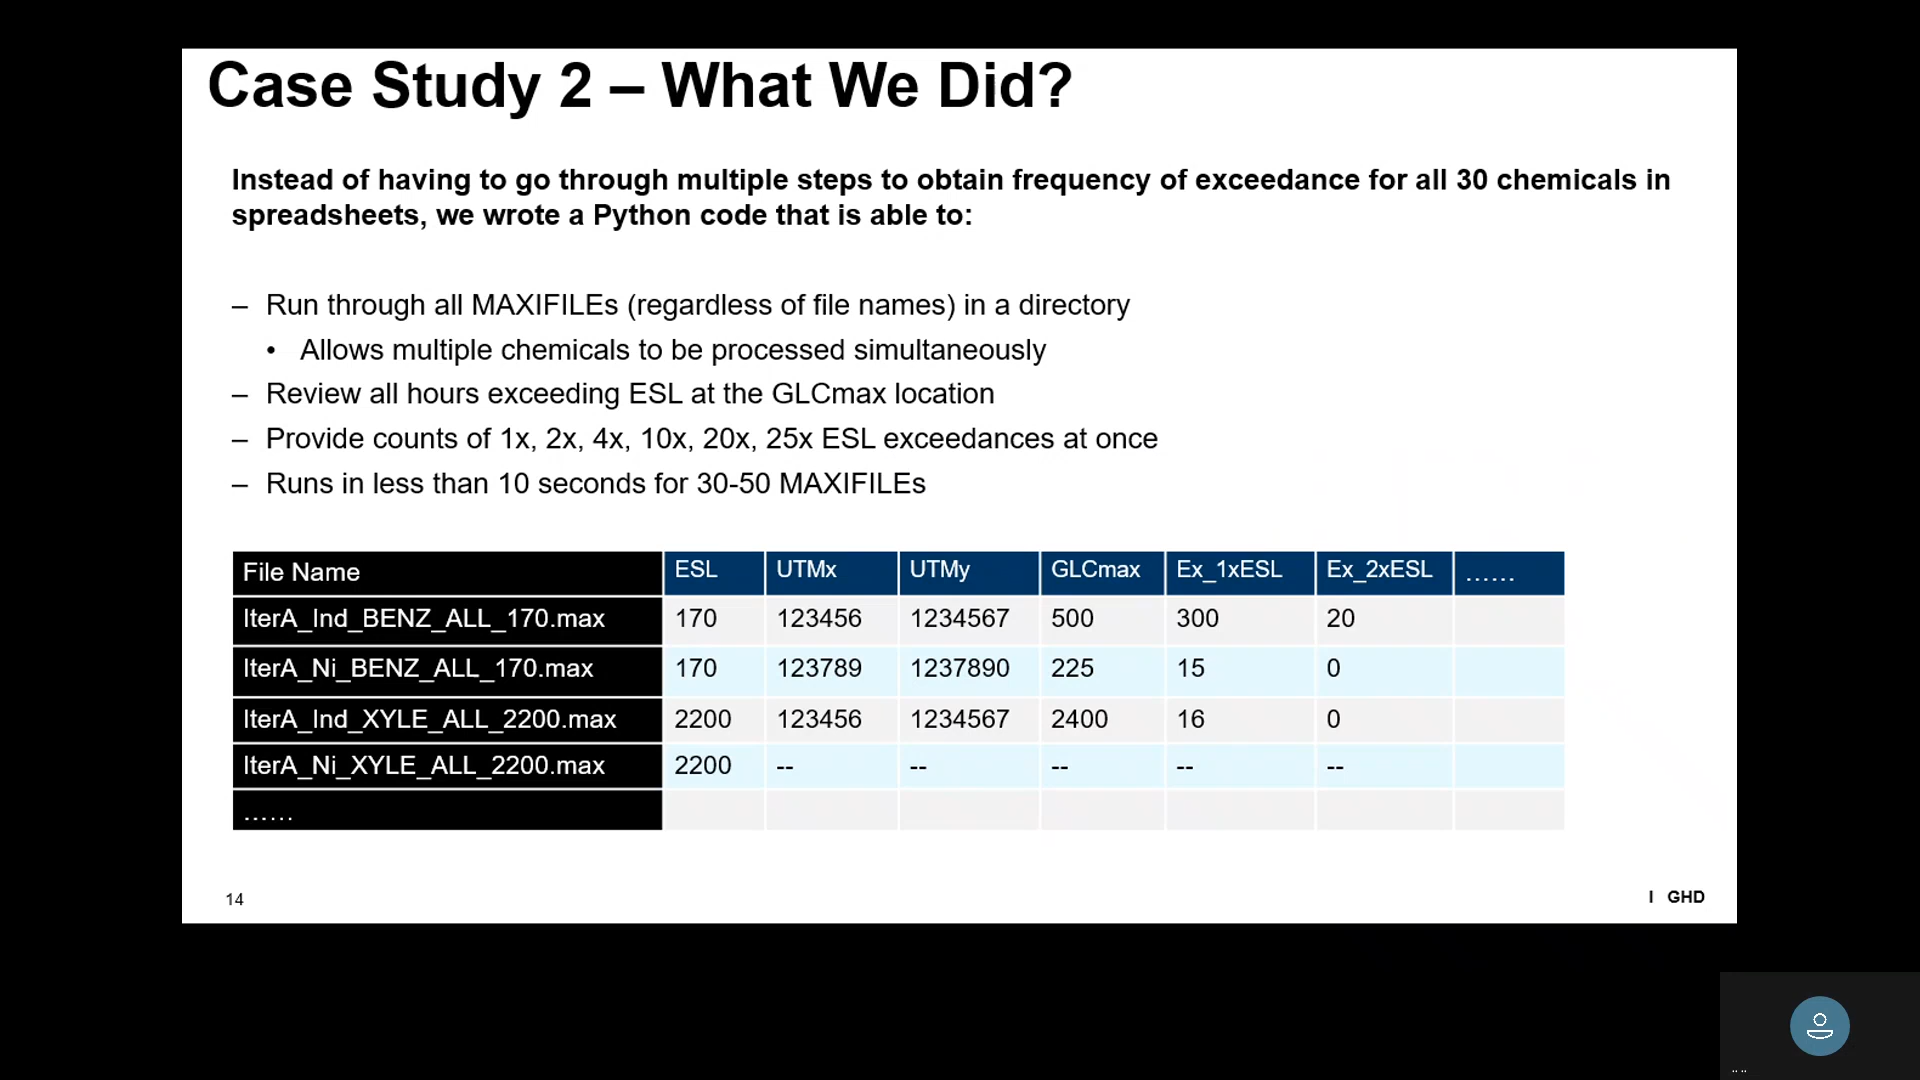 Case Study 2 – What We Did?
Instead of having to go through multiple steps to obtain frequency of exceedance for all 30 chemicals in
spreadsheets, we wrote a Python code that is able to:
– Run through all MAXIFILEs (regardless of file names) in a directory
• Allows multiple chemicals to be processed simultaneously
– Review all hours exceeding ESL at the GLCmax location
– Provide counts of 1x, 2x, 4x, 10x, 20x, 25x ESL exceedances at once
– Runs in less than 10 seconds for 30-50 MAXIFILEs
File Name ESL UTMx UTMy GLCmax Ex_1xESL Ex_2xESL ......
IterA_Ind_BENZ_ALL_170.max 170 123456 1234567 500 300 20
IterA_Ni_BENZ_ALL_170.max 170 123789 1237890 225 15 0
IterA_Ind_XYLE_ALL_2200.max 2200 123456 1234567 2400 16 0
IterA_Ni_XYLE_ALL_2200.max 2200 -- -- -- -- --
......
14
I GHD